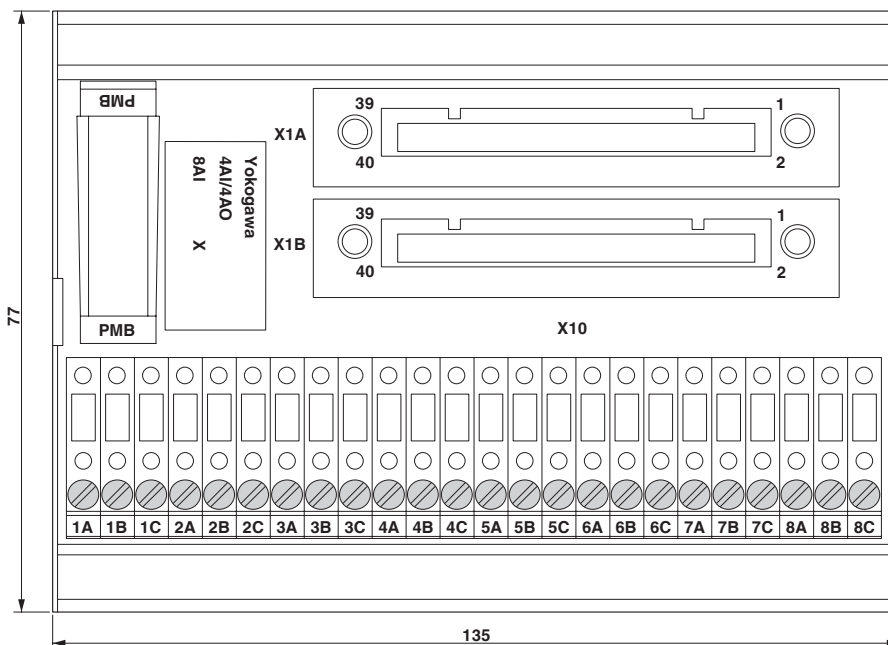 PMB
39 1
X1A
40 2
Yokogawa
4AI/4AO
8AI X
39 1
X1B
40 2
77
PMB
X10
1A 1B 1C 2A 2B 2C 3A 3B 3C 4A 4B 4C 5A 5B 5C 6A 6B 6C 7A 7B 7C 8A 8B 8C
135